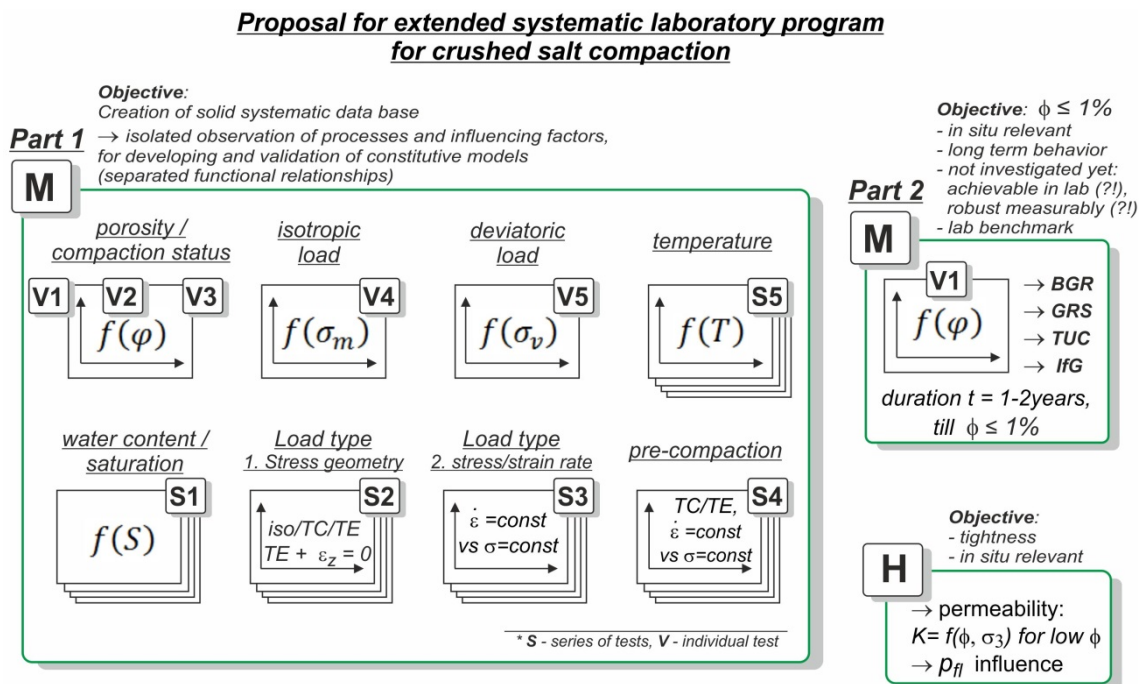 Proposal for extended systematic laboratory program
for crushed salt compaction
Objective:
Creation of solid systematic data base
→ isolated observation of processes and influencing factors,
for developing and validation of constitutive models
(separated functional relationships)
Part 1
M
porosity /
compaction status
V1 V2 V3
f(φ)
isotropic
load
V4
f(σₘ)
deviatoric
load
V5
f(σᵥ)
temperature
S5
f(T)
water content /
saturation
S1
f(S)
Load type
1. Stress geometry
S2
iso/TC/TE
TE + ε_z = 0
Load type
2. stress/strain rate
S3
ε̇ =const
vs σ=const
pre-compaction
S4
TC/TE,
ε̇ =const
vs σ=const
* S - series of tests, V - individual test
Objective: ϕ ≤ 1%
- in situ relevant
- long term behavior
- not investigated yet:
achievable in lab (?!),
robust measurably (?!)
- lab benchmark
Part 2
M
V1
f(φ)
→ BGR
→ GRS
→ TUC
→ IfG
duration t = 1-2years,
till ϕ ≤ 1%
Objective:
- tightness
- in situ relevant
H
→ permeability:
K= f(ϕ, σ₃) for low ϕ
→ p_fl influence